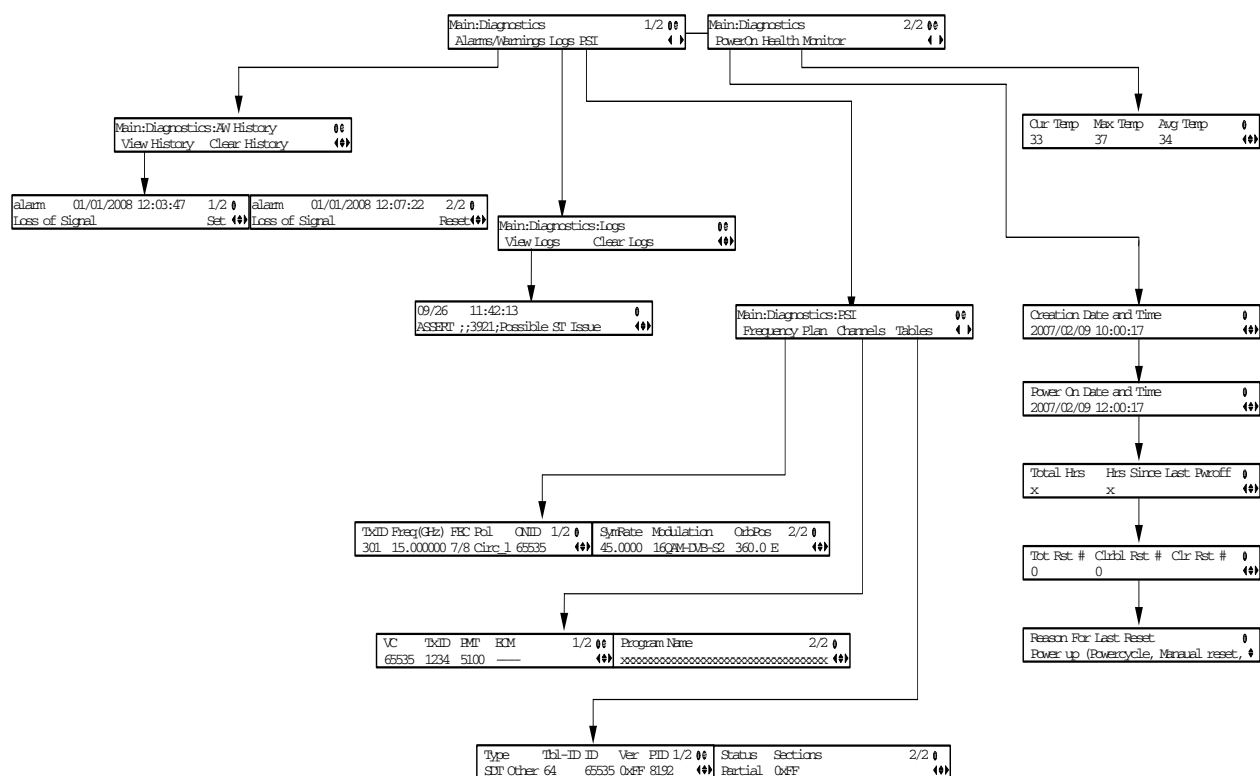 Main:Diagnostics 1/2
Alarms/Warnings Logs PSI
Main:Diagnostics 2/2
PowerOn Health Monitor
Main:Diagnostics:AW History
View History Clear History
Cur Temp Max Temp Avg Temp
33 37 34
alarm 01/01/2008 12:03:47 1/2
Loss of Signal Set
alarm 01/01/2008 12:07:22 2/2
Loss of Signal Reset
Main:Diagnostics:Logs
View Logs Clear Logs
09/26 11:42:13
ASSERT ;;3921;Possible ST Issue
Main:Diagnostics:PSI
Frequency Plan Channels Tables
Creation Date and Time
2007/02/09 10:00:17
Power On Date and Time
2007/02/09 12:00:17
Total Hrs Hrs Since Last Pwroff
x x
TxID Freq(GHz) FEC Pol ONID 1/2
301 15.000000 7/8 Circ_l 65535
SymRate Modulation OrbPos 2/2
45.0000 16QAM-DVB-S2 360.0 E
Tot Rst # Clrbl Rst # Clr Rst #
0 0
VC TxID PMT ECM 1/2
65535 1234 5100 ----
Program Name 2/2
xxxxxxxxxxxxxxxxxxxxxxxxxxxxxxxxxx
Reason For Last Reset
Power up (Powercycle, Manaual reset,
Type Tbl-ID ID Ver PID 1/2
SDT Other 64 65535 0xFF 8192
Status Sections 2/2
Partial 0xFF